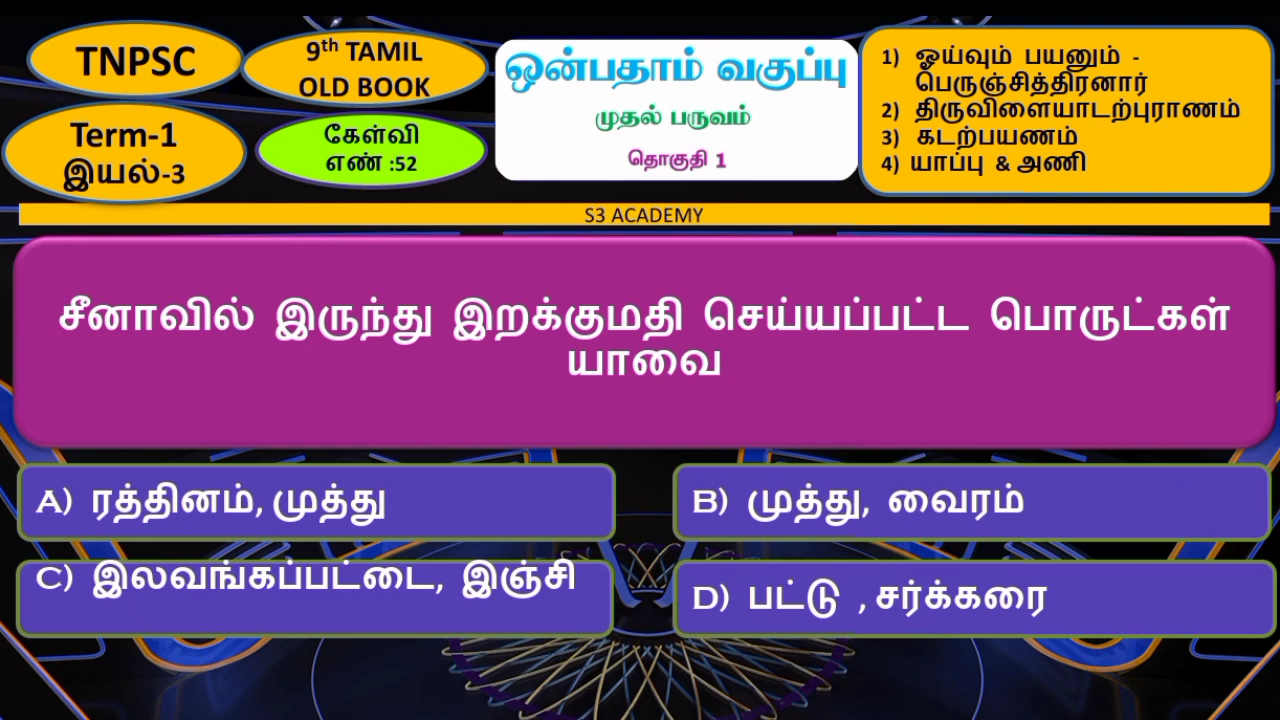 TNPSC
9th TAMIL
OLD BOOK
Term-1
இயல்-3
கேள்வி
எண் :52
ஒன்பதாம் வகுப்பு
முதல் பருவம்
தொகுதி 1
1) ஓய்வும் பயனும் -
பெருஞ்சித்திரனார்
2) திருவிளையாடற்புராணம்
3) கடற்பயணம்
4) யாப்பு & அணி
S3 ACADEMY
சீனாவில் இருந்து இறக்குமதி செய்யப்பட்ட பொருட்கள்
யாவை
A) ரத்தினம், முத்து
B) முத்து, வைரம்
C) இலவங்கப்பட்டை, இஞ்சி
D) பட்டு , சர்க்கரை